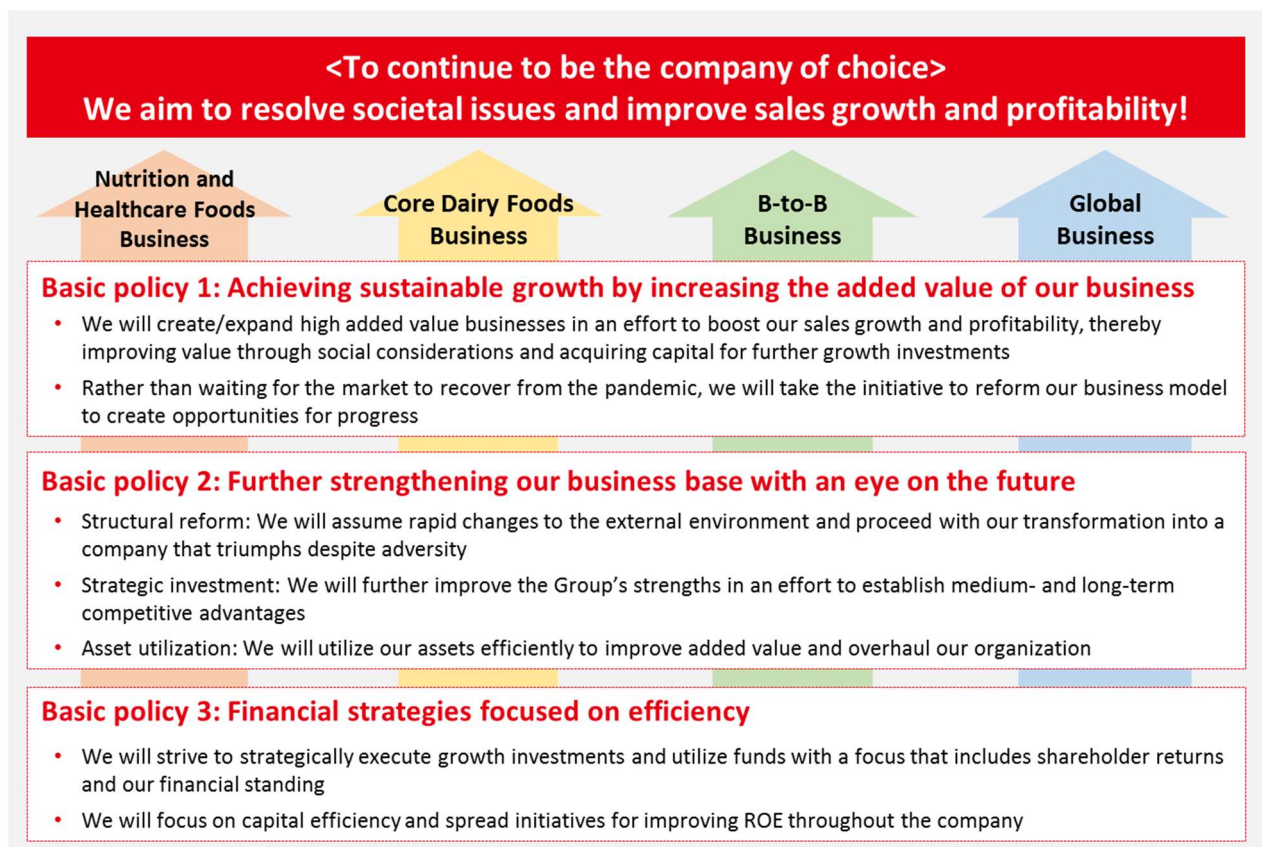 <To continue to be the company of choice>
We aim to resolve societal issues and improve sales growth and profitability!
Nutrition and
Healthcare Foods
Business
Core Dairy Foods
Business
B-to-B
Business
Global
Business
Basic policy 1: Achieving sustainable growth by increasing the added value of our business
• We will create/expand high added value businesses in an effort to boost our sales growth and profitability, thereby
improving value through social considerations and acquiring capital for further growth investments
• Rather than waiting for the market to recover from the pandemic, we will take the initiative to reform our business model
to create opportunities for progress
Basic policy 2: Further strengthening our business base with an eye on the future
• Structural reform: We will assume rapid changes to the external environment and proceed with our transformation into a
company that triumphs despite adversity
• Strategic investment: We will further improve the Group’s strengths in an effort to establish medium- and long-term
competitive advantages
• Asset utilization: We will utilize our assets efficiently to improve added value and overhaul our organization
Basic policy 3: Financial strategies focused on efficiency
• We will strive to strategically execute growth investments and utilize funds with a focus that includes shareholder returns
and our financial standing
• We will focus on capital efficiency and spread initiatives for improving ROE throughout the company